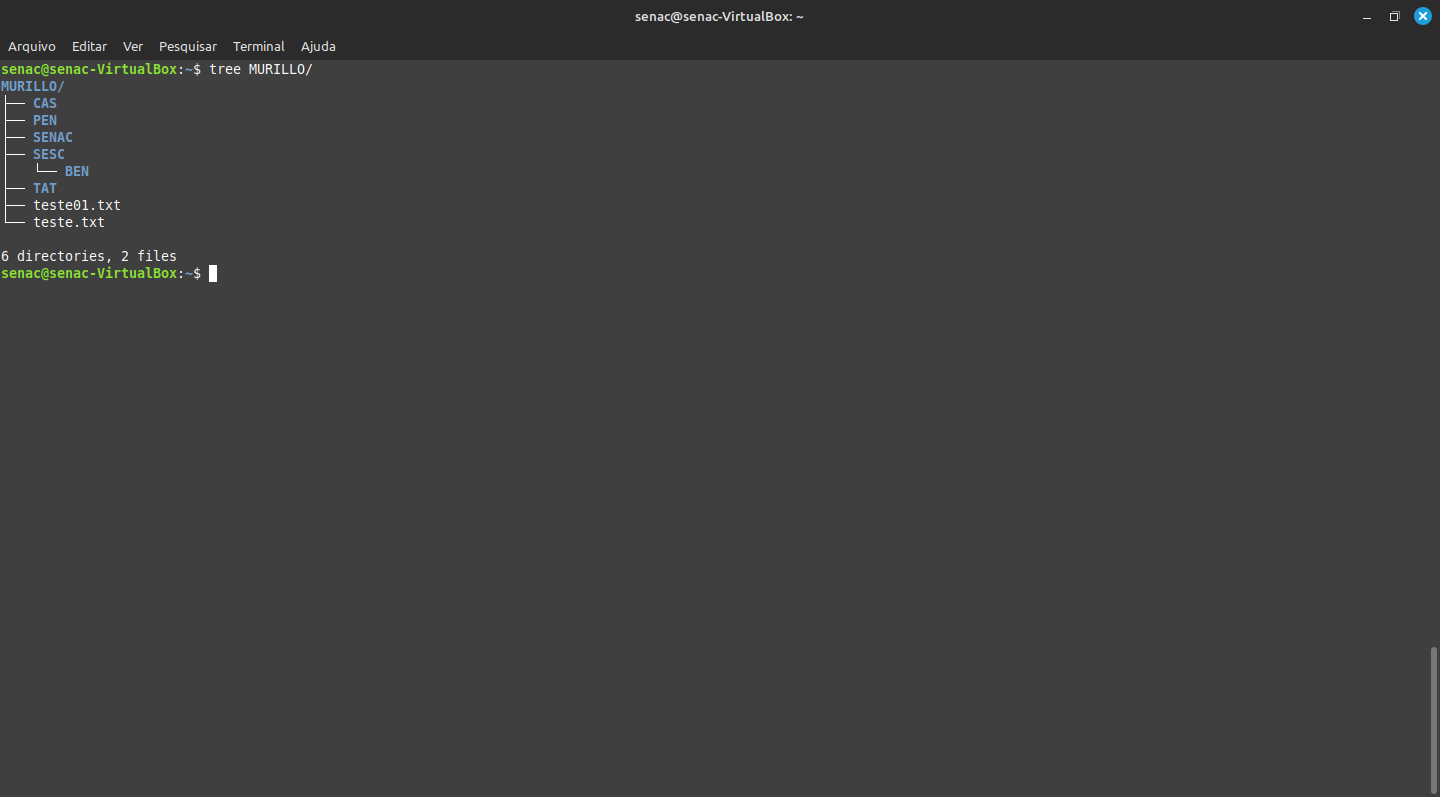 senac@senac-VirtualBox: ~
Arquivo Editar Ver Pesquisar Terminal Ajuda
senac@senac-VirtualBox:~$ tree MURILLO/
MURILLO/
├── CAS
├── PEN
├── SENAC
├── SESC
│   └── BEN
├── TAT
├── teste01.txt
└── teste.txt

6 directories, 2 files
senac@senac-VirtualBox:~$